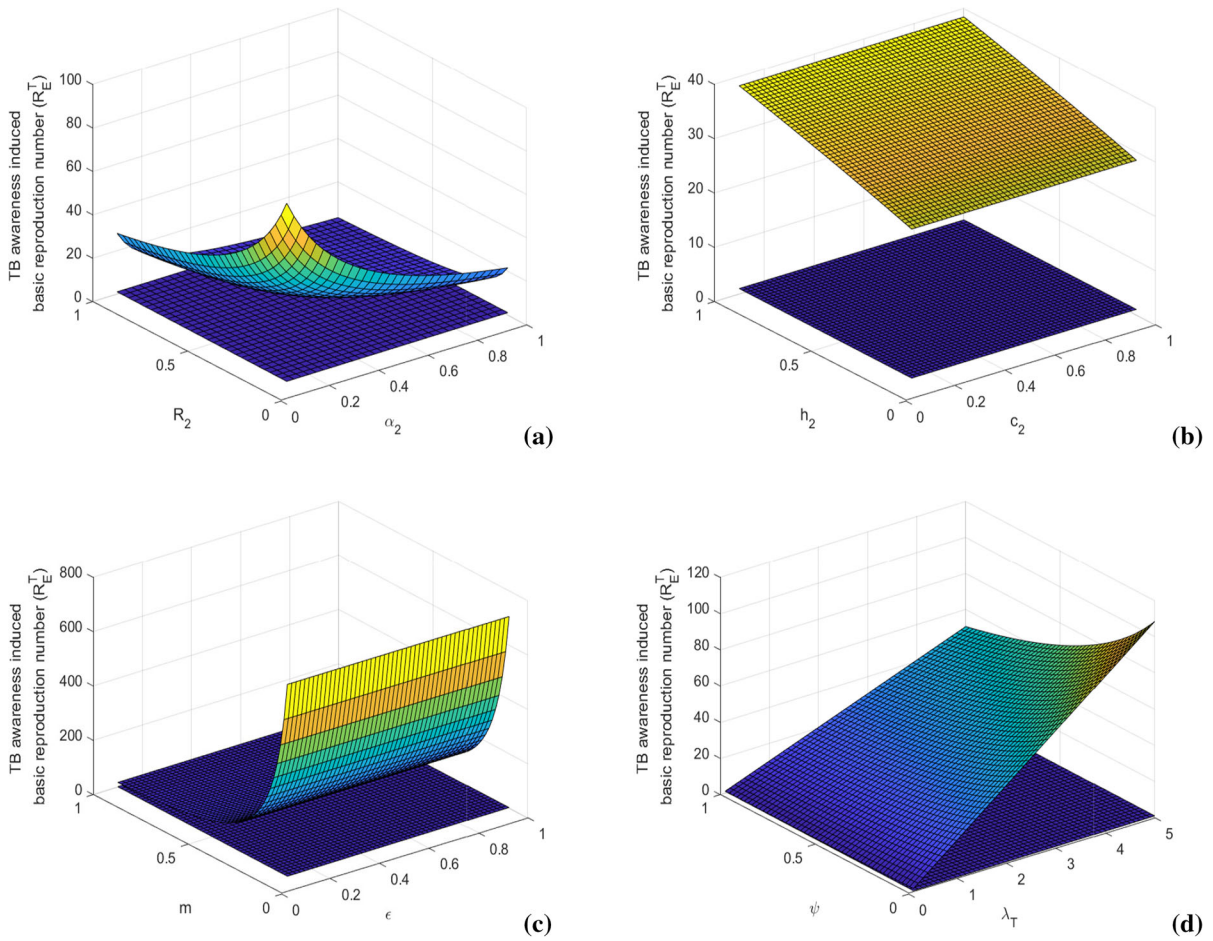 TB awareness induced
basic reproduction number (R_E^T)
100
80
60
40
20
0
1
0.5
0
R_2
0
0.2
0.4
0.6
0.8
1
α_2
(a)
TB awareness induced
basic reproduction number (R_E^T)
40
30
20
10
0
1
0.5
0
h_2
0
0.2
0.4
0.6
0.8
1
c_2
(b)
TB awareness induced
basic reproduction number (R_E^T)
800
600
400
200
0
1
0.5
0
m
0
0.2
0.4
0.6
0.8
1
ϵ
(c)
TB awareness induced
basic reproduction number (R_E^T)
120
100
80
60
40
20
0
1
0.5
0
ψ
0
1
2
3
4
5
λ_T
(d)